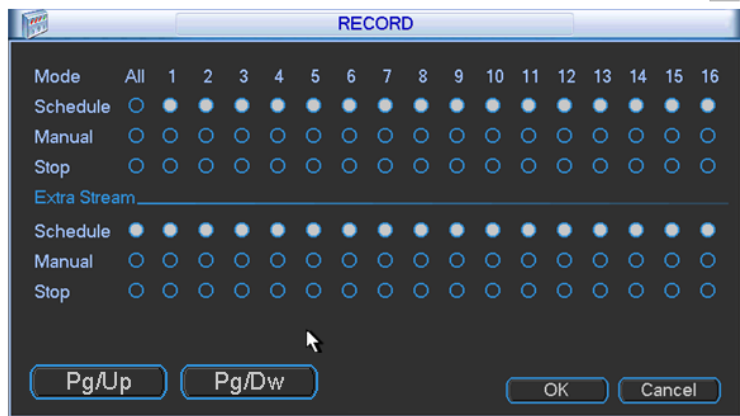 RECORD
Mode All 1 2 3 4 5 6 7 8 9 10 11 12 13 14 15 16
Schedule
Manual
Stop
Extra Stream
Schedule
Manual
Stop
Pg/Up Pg/Dw OK Cancel